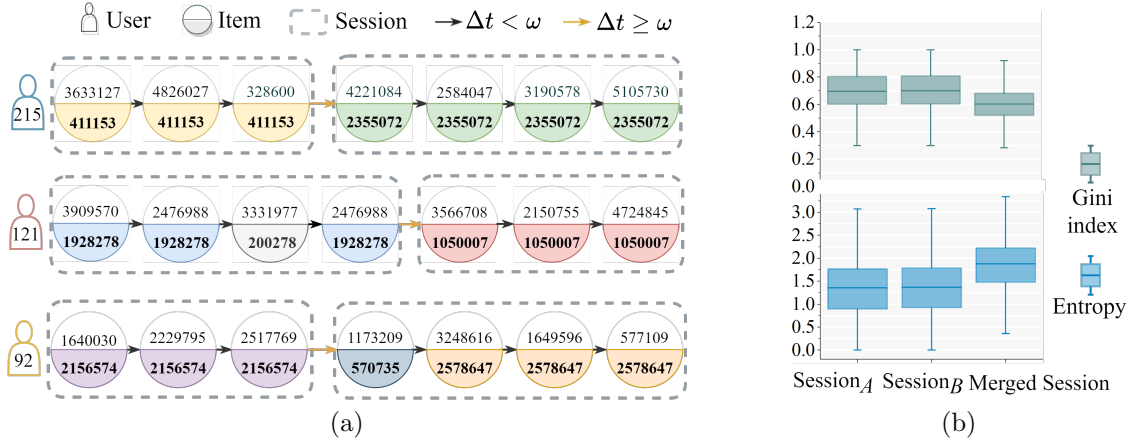 (a)
User Item Session Δt < ω Δt ≥ ω
215
3633127 4826027 328600 4221084 2584047 3190578 5105730
411153 411153 411153 2355072 2355072 2355072 2355072
121
3909570 2476988 3331977 2476988 3566708 2150755 4724845
1928278 1928278 200278 1928278 1050007 1050007 1050007
92
1640030 2229795 2517769 1173209 3248616 1649596 577109
2156574 2156574 2156574 570735 2578647 2578647 2578647
(b)
1.2
1.0
0.8
0.6
0.4
0.2
0.0
3.0
2.5
2.0
1.5
1.0
0.5
0.0
SessionA SessionB Merged Session
Gini
index
Entropy